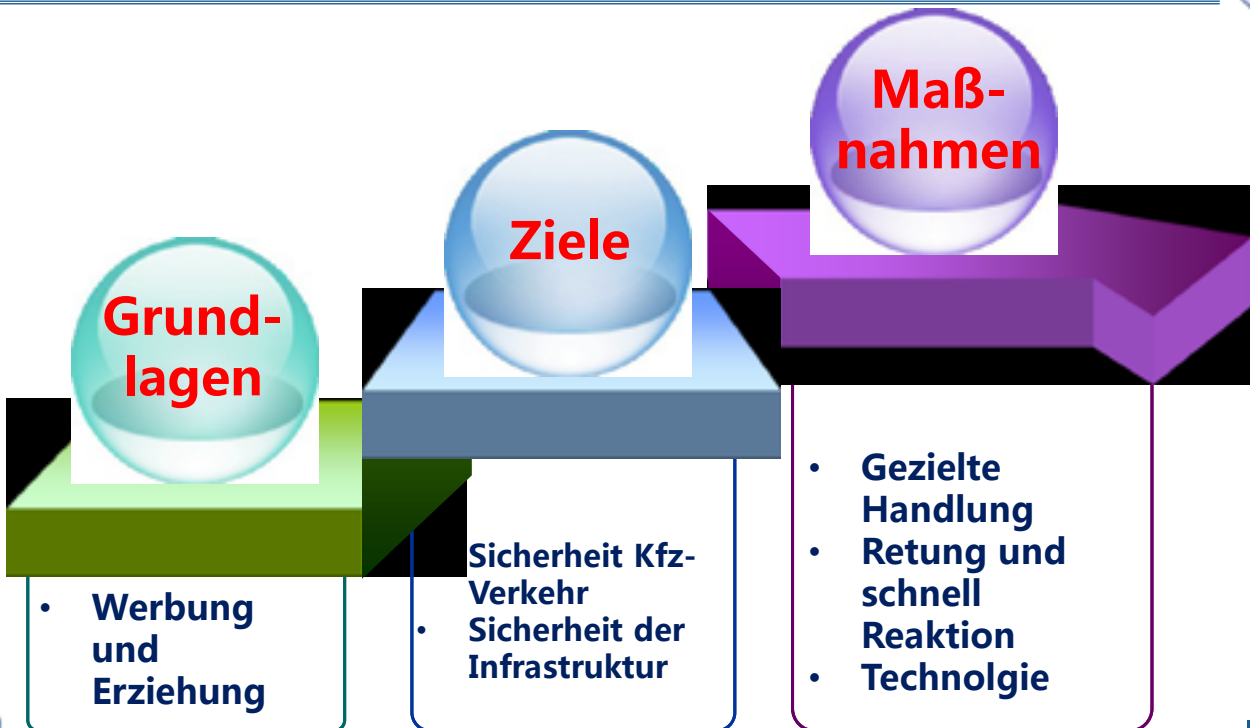 Grund-
lagen
• Werbung
und
Erziehung
Ziele
Sicherheit Kfz-
Verkehr
• Sicherheit der
Infrastruktur
Maß-
nahmen
• Gezielte
Handlung
• Retung und
schnell
Reaktion
• Technolgie